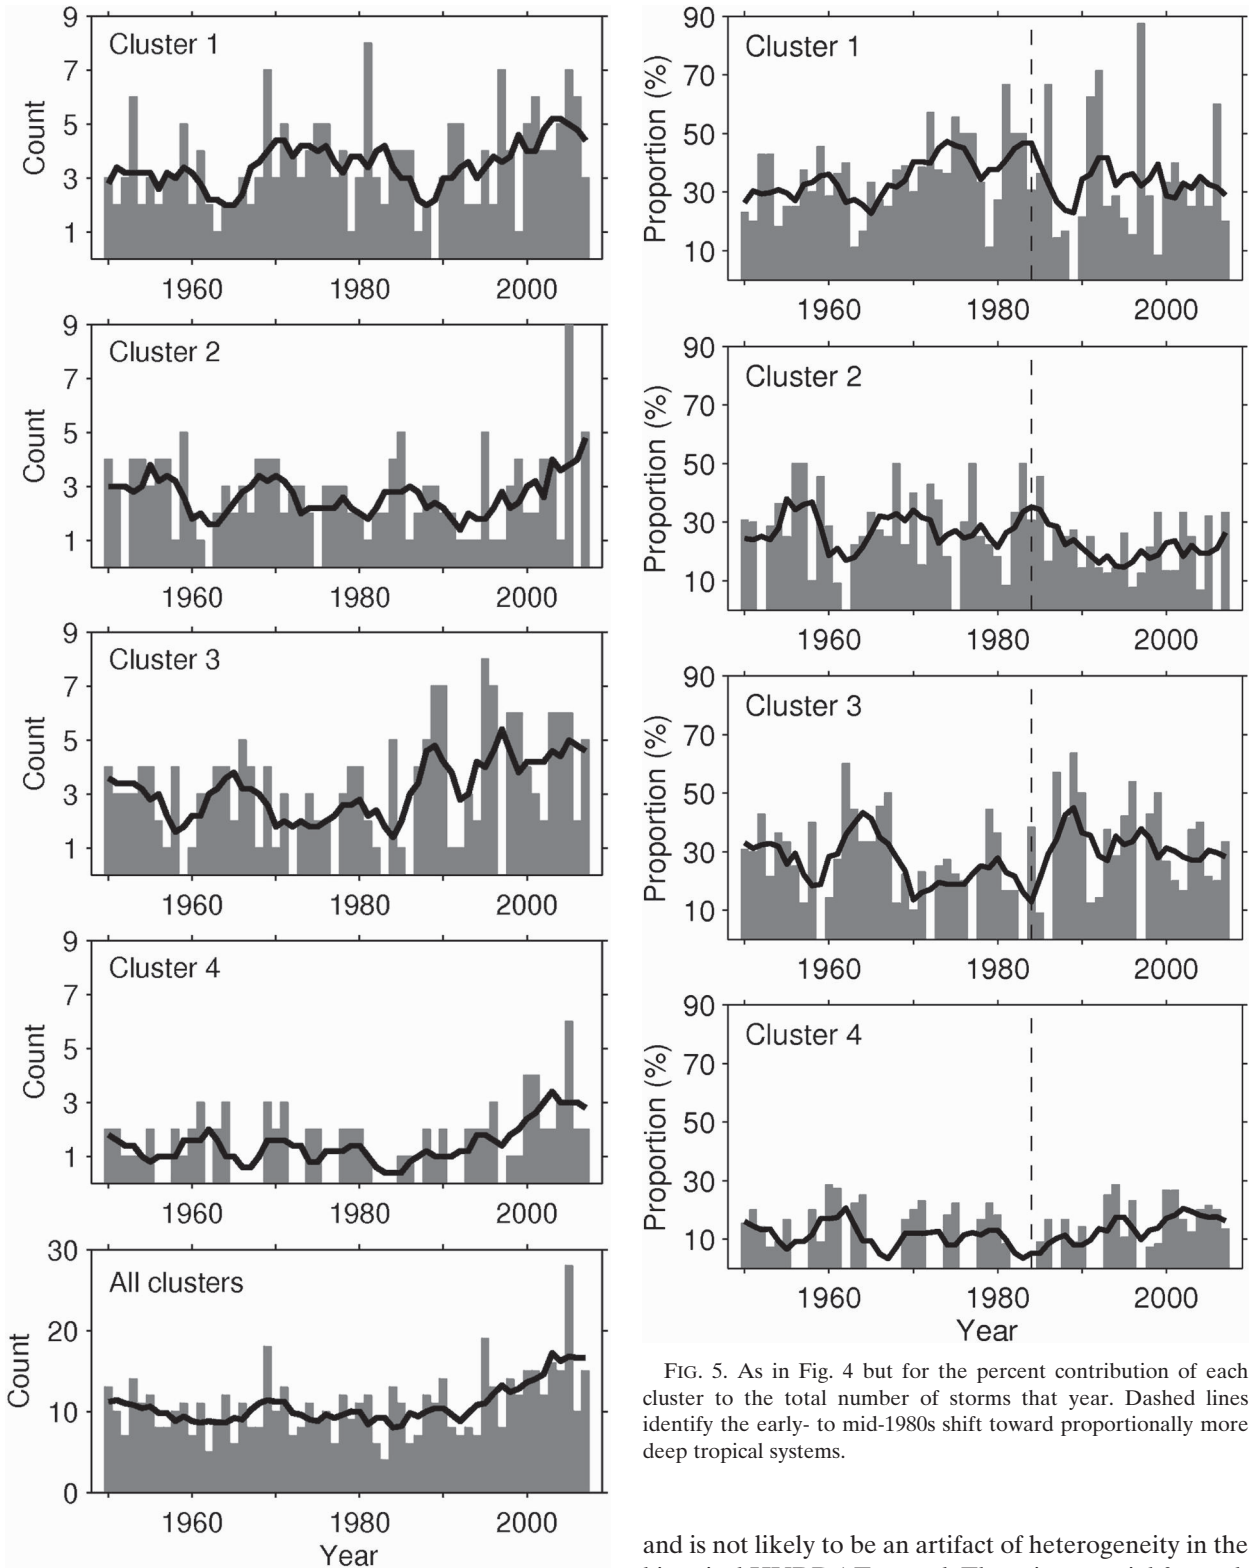 9
7
5
3
1
Count
Cluster 1
1960 1980 2000
9
7
5
3
1
Count
Cluster 2
1960 1980 2000
9
7
5
3
1
Count
Cluster 3
1960 1980 2000
9
7
5
3
1
Count
Cluster 4
1960 1980 2000
30
20
10
0
Count
All clusters
1960 1980 2000
Year
90
70
50
30
10
Proportion (%)
Cluster 1
1960 1980 2000
90
70
50
30
10
Proportion (%)
Cluster 2
1960 1980 2000
90
70
50
30
10
Proportion (%)
Cluster 3
1960 1980 2000
90
70
50
30
10
Proportion (%)
Cluster 4
1960 1980 2000
Year
FIG. 5. As in Fig. 4 but for the percent contribution of each
cluster to the total number of storms that year. Dashed lines
identify the early- to mid-1980s shift toward proportionally more
deep tropical systems.
and is not likely to be an artifact of heterogeneity in the